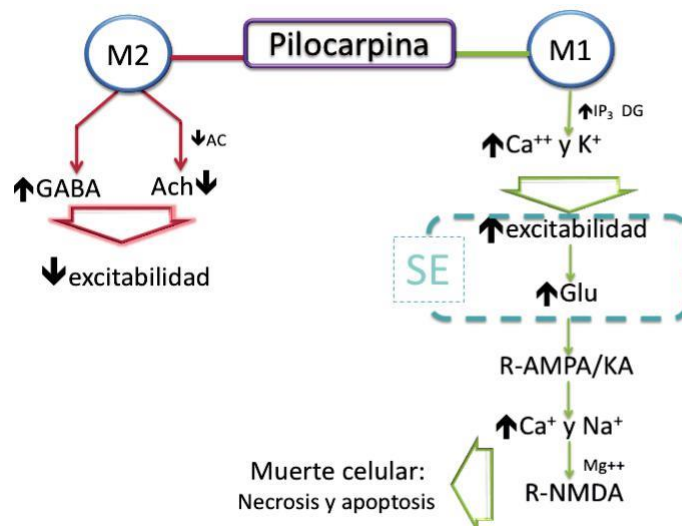 M2
Pilocarpina
M1
↓AC
↑GABA
Ach↓
↓excitabilidad
↑IP₃ DG
↑Ca⁺⁺ y K⁺
↑excitabilidad
SE
↑Glu
R-AMPA/KA
↑Ca⁺ y Na⁺
Mg++
R-NMDA
Muerte celular:
Necrosis y apoptosis